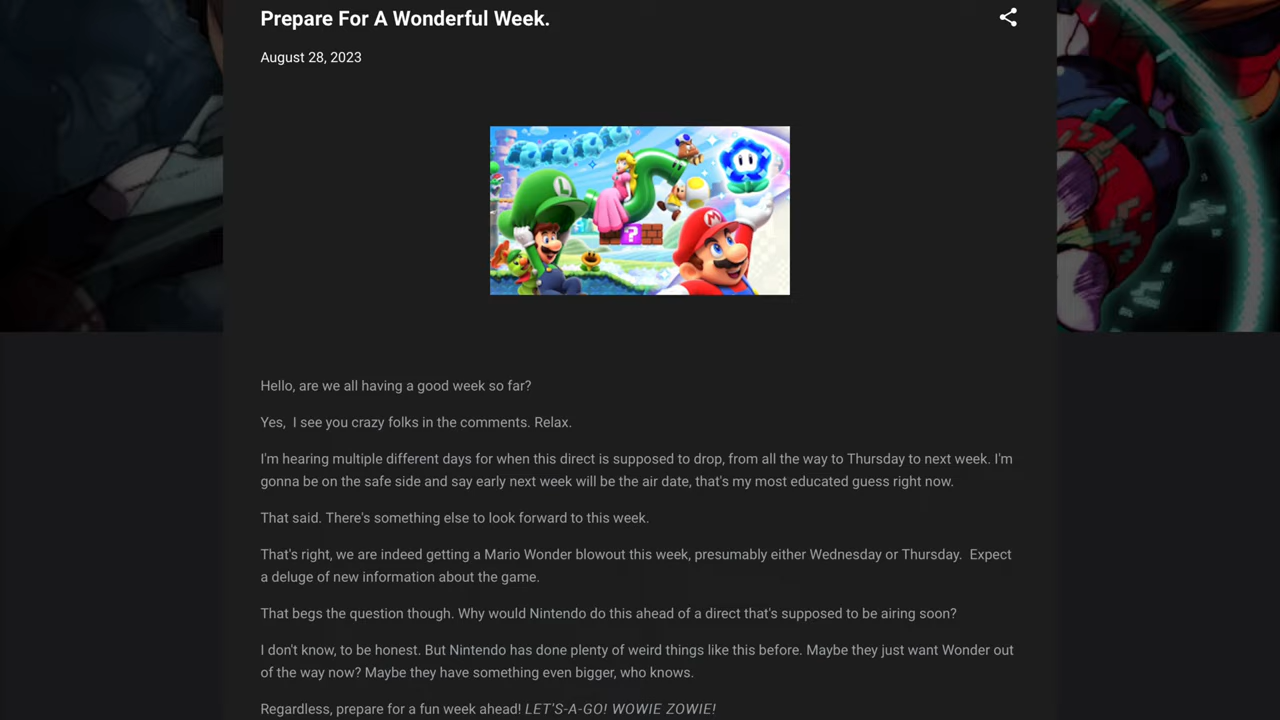 Prepare For A Wonderful Week.
August 28, 2023
L
M
?
Hello, are we all having a good week so far?
Yes,  I see you crazy folks in the comments. Relax.
I'm hearing multiple different days for when this direct is supposed to drop, from all the way to Thursday to next week. I'm
gonna be on the safe side and say early next week will be the air date, that's my most educated guess right now.
That said. There's something else to look forward to this week.
That's right, we are indeed getting a Mario Wonder blowout this week, presumably either Wednesday or Thursday.  Expect
a deluge of new information about the game.
That begs the question though. Why would Nintendo do this ahead of a direct that's supposed to be airing soon?
I don't know, to be honest. But Nintendo has done plenty of weird things like this before. Maybe they just want Wonder out
of the way now? Maybe they have something even bigger, who knows.
Regardless, prepare for a fun week ahead! LET'S-A-GO! WOWIE ZOWIE!